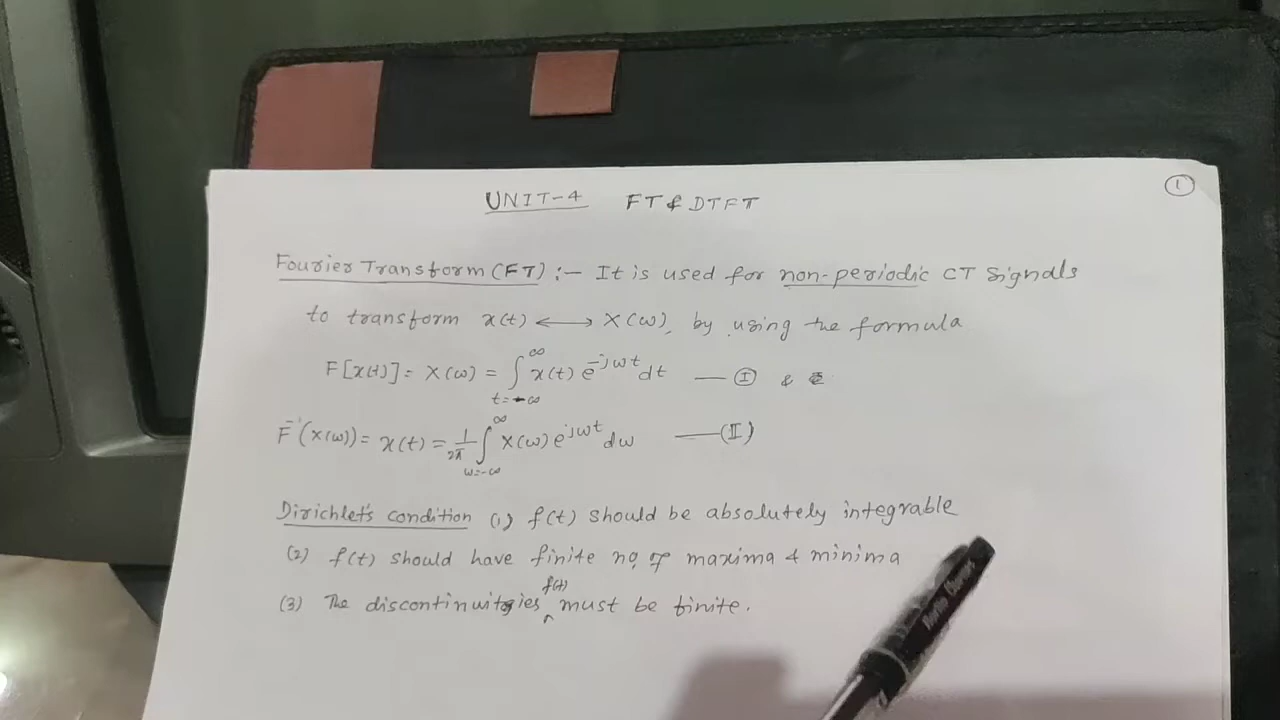 ①
UNIT-4 FT & DTFT
Fourier Transform (FT) :- It is used for non-periodic CT Signals
to transform x(t) ⟷ X(ω), by using the formula
F[x(t)] = X(ω) = ∫_{t=-∞}^{∞} x(t) e^{-jωt} dt — Ⓘ &
F^{-1}(X(ω)) = x(t) = 1/2π ∫_{ω=-∞}^{∞} X(ω) e^{jωt} dω —(II)
Dirichlet's condition (1) f(t) should be absolutely integrable
(2) f(t) should have finite no, of maxima & minima
(3) The discontinuities ^ f(t) must be finite.